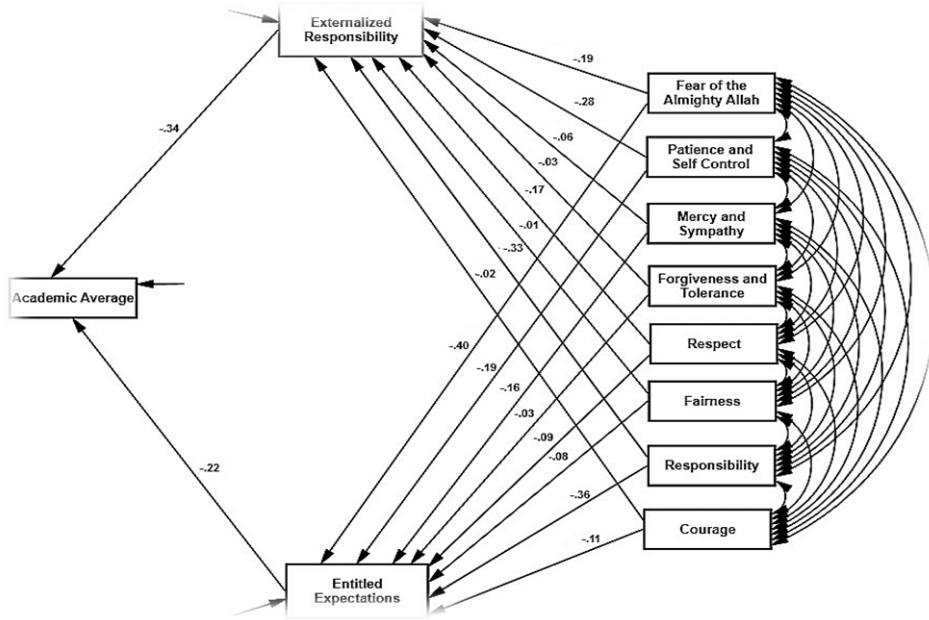 Externalized
Responsibility
-.19
Fear of the
Almighty Allah
-.28
-.34
-.06
Patience and
Self Control
-.03
-.17
Mercy and
Sympathy
-.01
-.33
-.02
Forgiveness and
Tolerance
Academic Average
Respect
-.40
-.19
-.16
Fairness
-.03
-.09
-.08
Responsibility
-.22
-.36
Courage
-.11
Entitled
Expectations